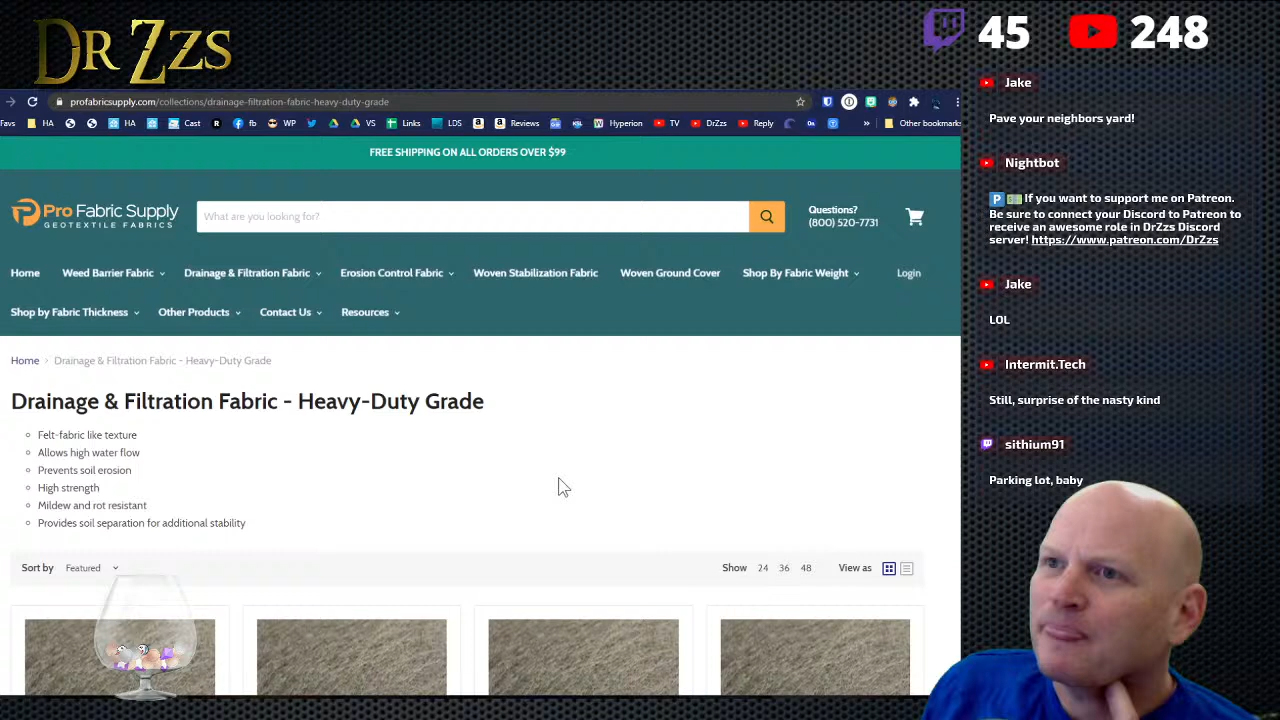 DR ZZS
45
248
profabricsupply.com/collections/drainage-filtration-fabric-heavy-duty-grade
Favs HA HA Cast fb WP VS Links LDS Reviews Hyperion TV DrZzs Reply » Other bookmarks
FREE SHIPPING ON ALL ORDERS OVER $99
Pro Fabric Supply
GEOTEXTILE FABRICS
What are you looking for?
Questions?
(800) 520-7731
Home Weed Barrier Fabric Drainage & Filtration Fabric Erosion Control Fabric Woven Stabilization Fabric Woven Ground Cover Shop By Fabric Weight Login
Shop by Fabric Thickness Other Products Contact Us Resources
Home > Drainage & Filtration Fabric - Heavy-Duty Grade
Drainage & Filtration Fabric - Heavy-Duty Grade
Felt-fabric like texture
Allows high water flow
Prevents soil erosion
High strength
Mildew and rot resistant
Provides soil separation for additional stability
Sort by Featured Show 24 36 48 View as
Jake
Pave your neighbors yard!
Nightbot
If you want to support me on Patreon.
Be sure to connect your Discord to Patreon to
receive an awesome role in DrZzs Discord
server! https://www.patreon.com/DrZzs
Jake
LOL
Intermit.Tech
Still, surprise of the nasty kind
sithium91
Parking lot, baby